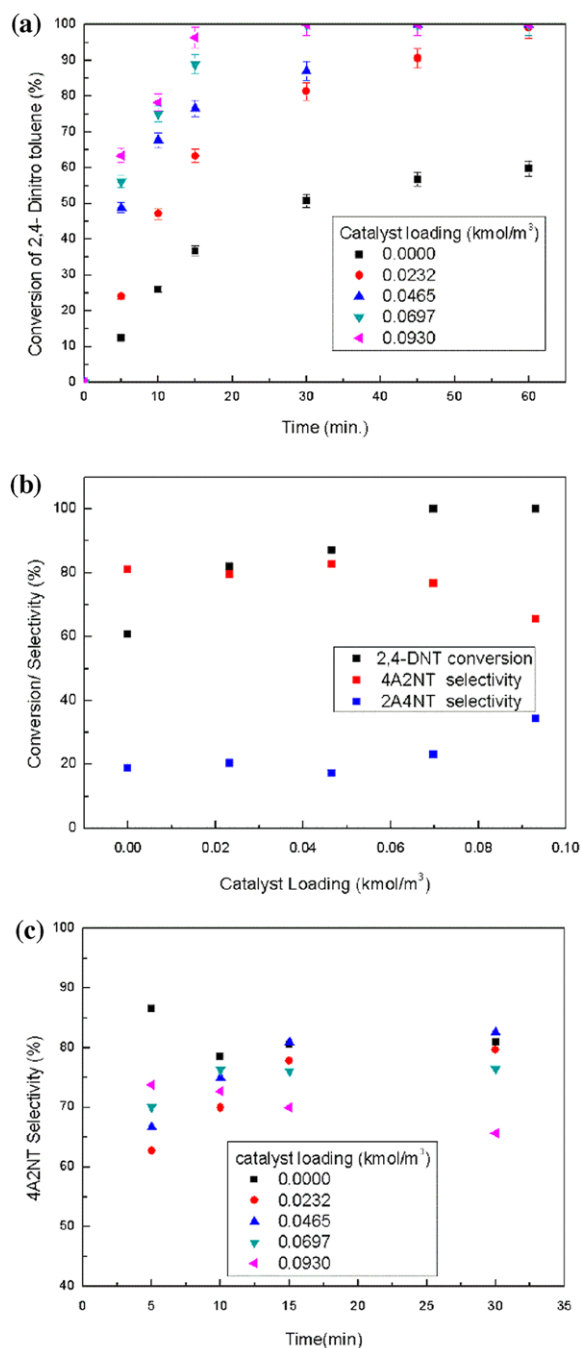 (a)
Conversion of 2,4- Dinitro toluene (%)
100
90
80
70
60
50
40
30
20
10
0
Catalyst loading (kmol/m³)
0.0000
0.0232
0.0465
0.0697
0.0930
0 10 20 30 40 50 60
Time (min.)
(b)
Conversion/ Selectivity (%)
100
80
60
40
20
0
2,4-DNT conversion
4A2NT selectivity
2A4NT selectivity
0.00 0.02 0.04 0.06 0.08 0.10
Catalyst Loading (kmol/m³)
(c)
4A2NT Selectivity (%)
100
90
80
70
60
50
40
catalyst loading (kmol/m³)
0.0000
0.0232
0.0465
0.0697
0.0930
0 5 10 15 20 25 30 35
Time(min)